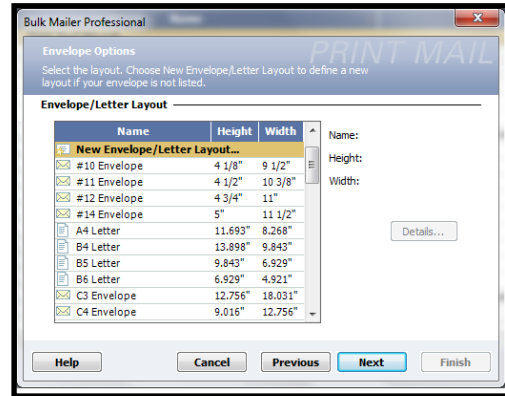 Bulk Mailer Professional
PRINT MAIL
Envelope Options
Select the layout. Choose New Envelope/Letter Layout to define a new
layout if your envelope is not listed.
Envelope/Letter Layout
Name Height Width
New Envelope/Letter Layout...
#10 Envelope 4 1/8" 9 1/2"
#11 Envelope 4 1/2" 10 3/8"
#12 Envelope 4 3/4" 11"
#14 Envelope 5" 11 1/2"
A4 Letter 11.693" 8.268"
B4 Letter 13.898" 9.843"
B5 Letter 9.843" 6.929"
B6 Letter 6.929" 4.921"
C3 Envelope 12.756" 18.031"
C4 Envelope 9.016" 12.756"
Name:
Height:
Width:
Details...
Help Cancel Previous Next Finish